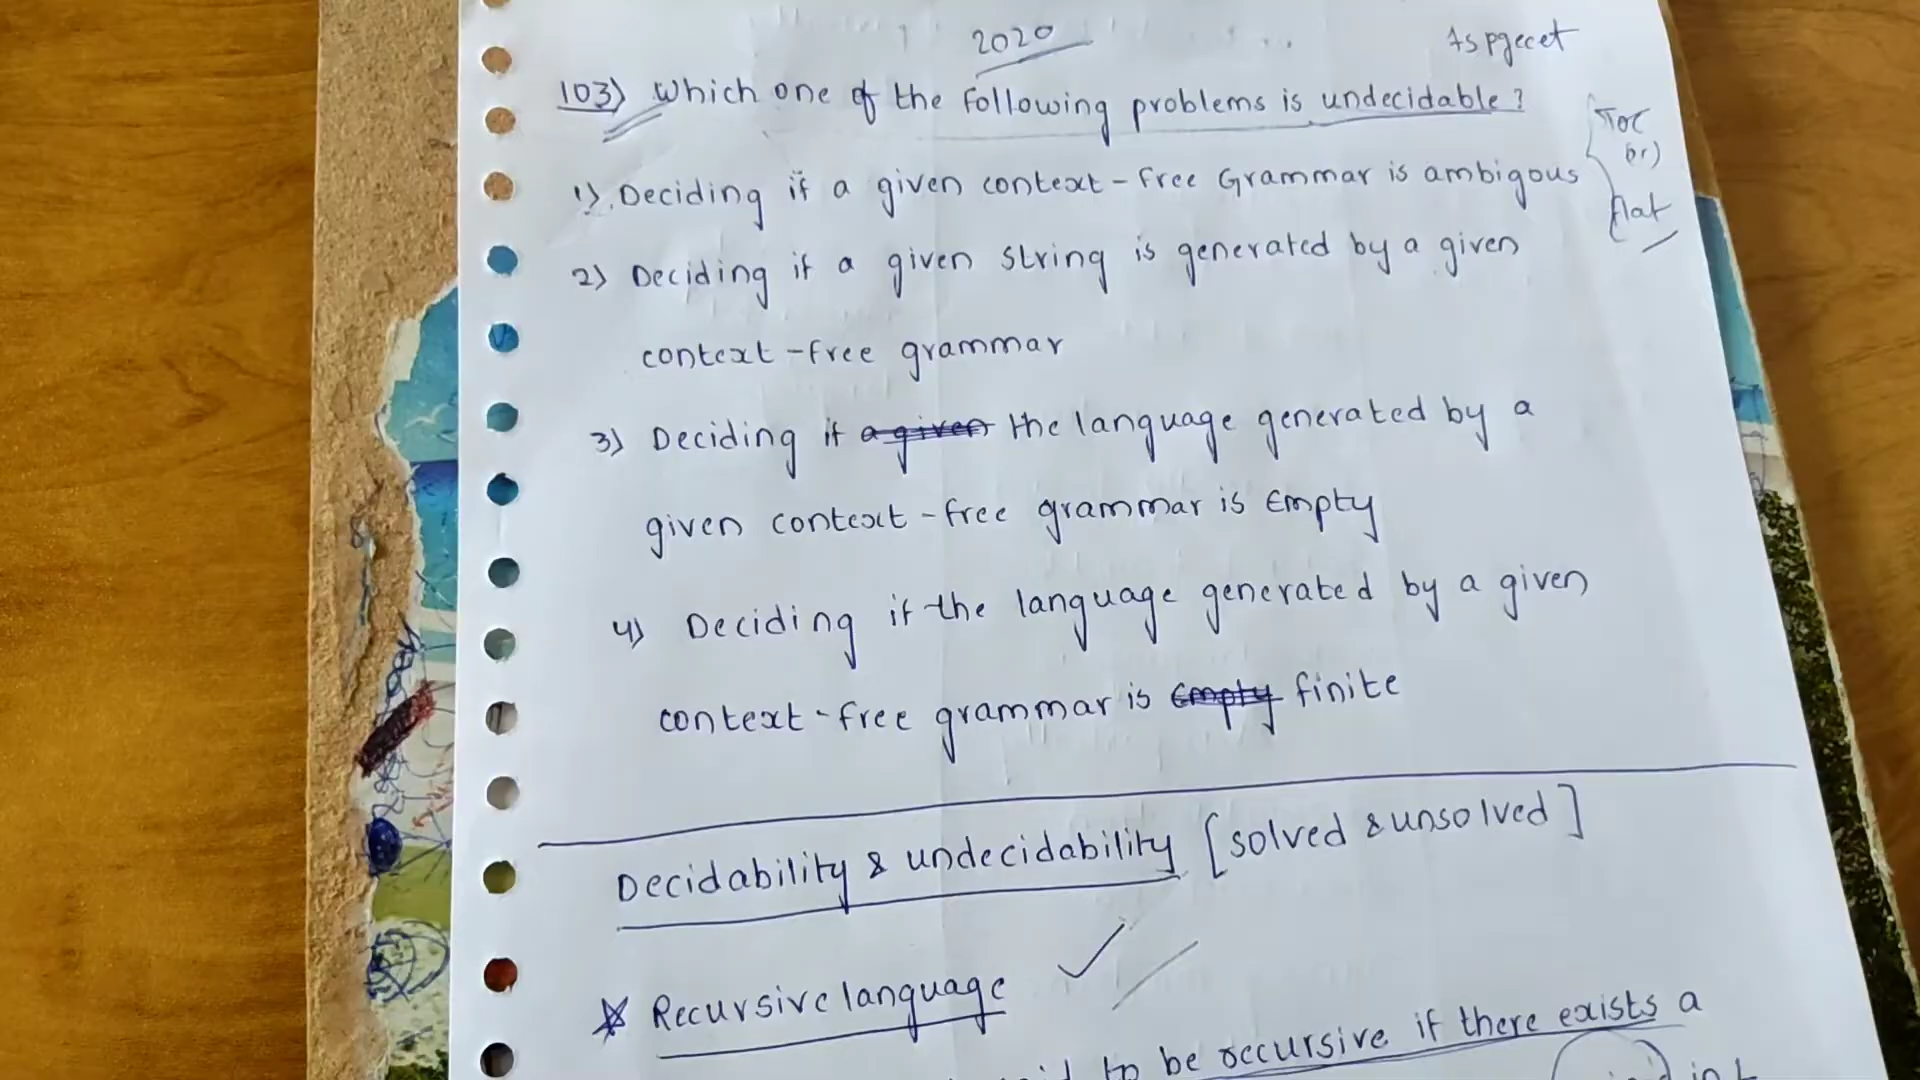 2020
Ts pgecet
103) Which one of the following problems is undecidable?
TOC
or)
flat
1) Deciding if a given context-free Grammar is ambigous
2) Deciding if a given string is generated by a given
context-free grammar
3) Deciding if a given the language generated by a
given context-free grammar is Empty
4) Deciding if the language generated by a given
context-free grammar is Empty finite
Decidability & undecidability [solved & unsolved]
* Recursive language
to be recursive if there exists a
in L